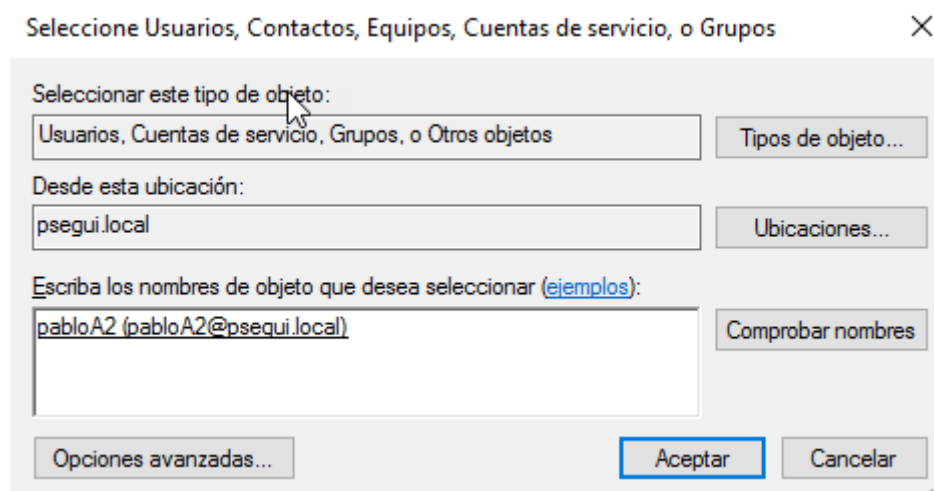 Seleccione Usuarios, Contactos, Equipos, Cuentas de servicio, o Grupos
Seleccionar este tipo de objeto:
Usuarios, Cuentas de servicio, Grupos, o Otros objetos
Tipos de objeto...
Desde esta ubicación:
psegui.local
Ubicaciones...
Escriba los nombres de objeto que desea seleccionar (ejemplos):
pabloA2 (pabloA2@psegui.local)
Comprobar nombres
Opciones avanzadas...
Aceptar
Cancelar